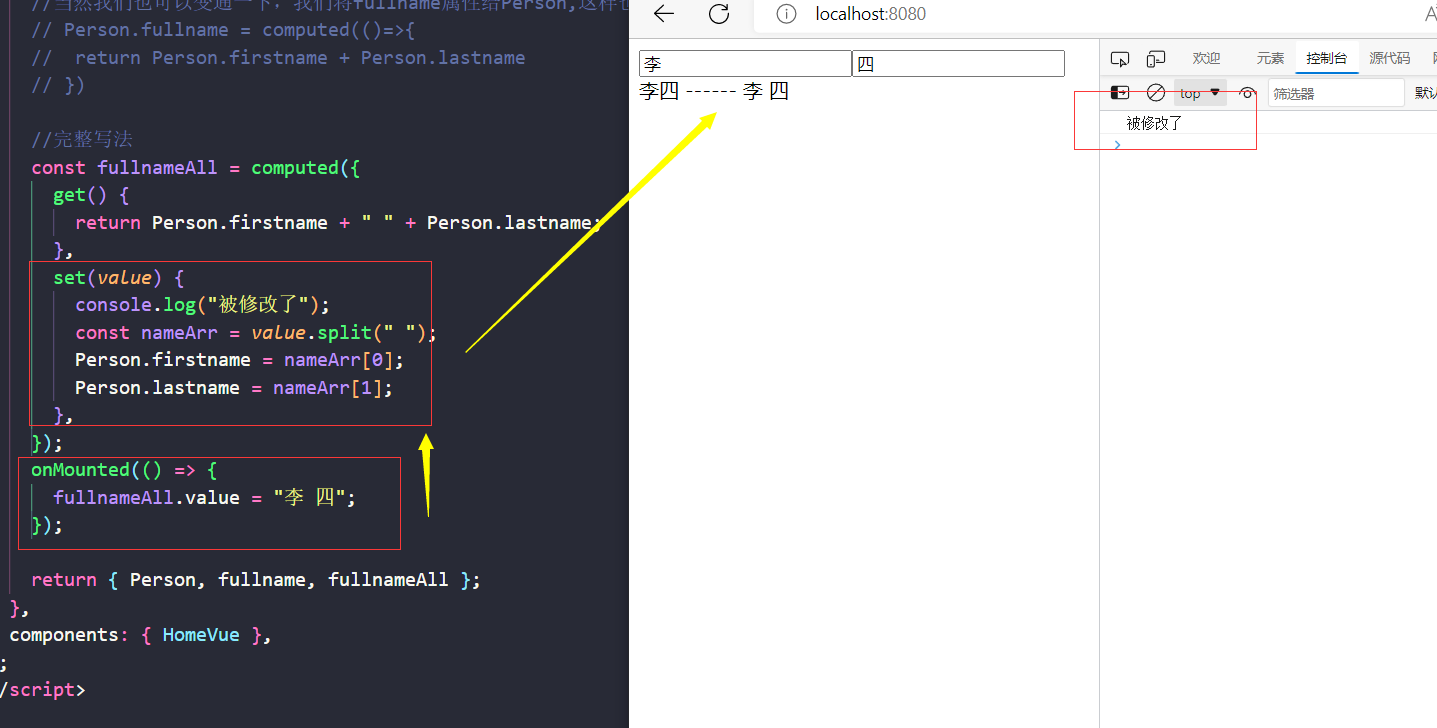 //当然我们也可以变通一下，我们将fullname属性给Person,这样
// Person.fullname = computed(()=>{
//  return Person.firstname + Person.lastname
// })
//完整写法
const fullnameAll = computed({
get() {
return Person.firstname + " " + Person.lastname;
},
set(value) {
console.log("被修改了");
const nameArr = value.split(" ");
Person.firstname = nameArr[0];
Person.lastname = nameArr[1];
},
});
onMounted(() => {
fullnameAll.value = "李 四";
});
return { Person, fullname, fullnameAll };
},
components: { HomeVue },
;
/script>
localhost:8080
李 四
李四 ------ 李 四
欢迎 元素 控制台 源代码
top 筛选器 默认
被修改了